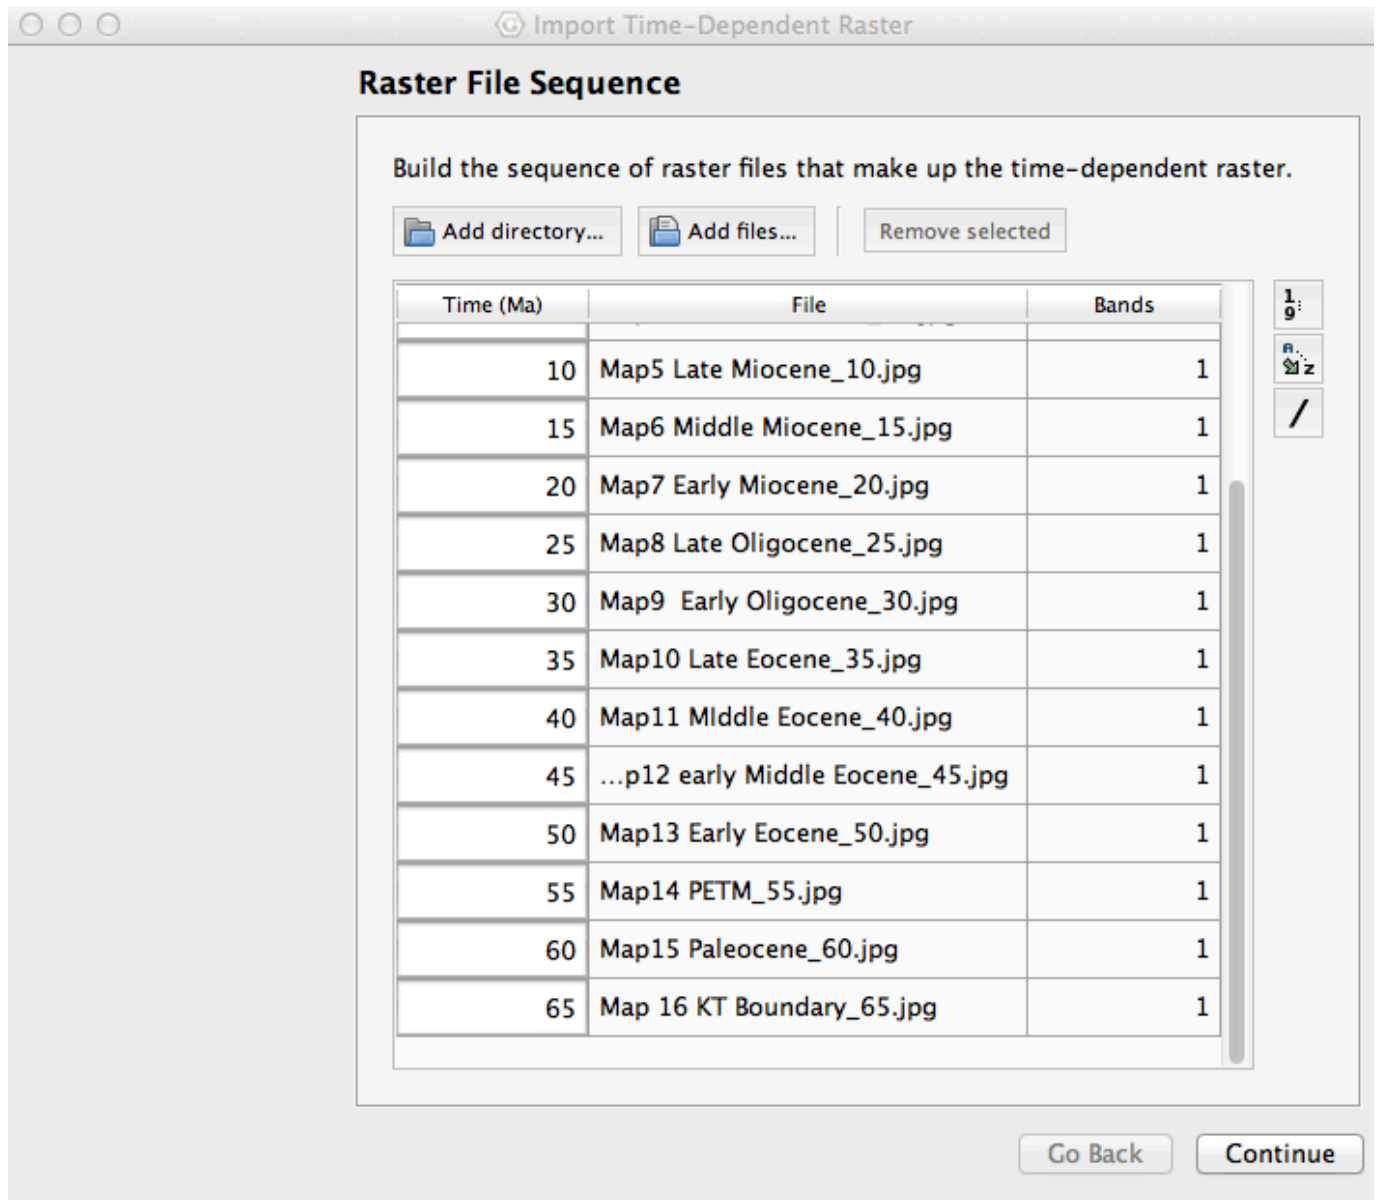 Import Time-Dependent Raster
Raster File Sequence
Build the sequence of raster files that make up the time-dependent raster.
Add directory... Add files... Remove selected
Time (Ma) File Bands
10 Map5 Late Miocene_10.jpg 1
15 Map6 Middle Miocene_15.jpg 1
20 Map7 Early Miocene_20.jpg 1
25 Map8 Late Oligocene_25.jpg 1
30 Map9  Early Oligocene_30.jpg 1
35 Map10 Late Eocene_35.jpg 1
40 Map11 MIddle Eocene_40.jpg 1
45 ...p12 early Middle Eocene_45.jpg 1
50 Map13 Early Eocene_50.jpg 1
55 Map14 PETM_55.jpg 1
60 Map15 Paleocene_60.jpg 1
65 Map 16 KT Boundary_65.jpg 1
1
9
A
z
/
Go Back Continue